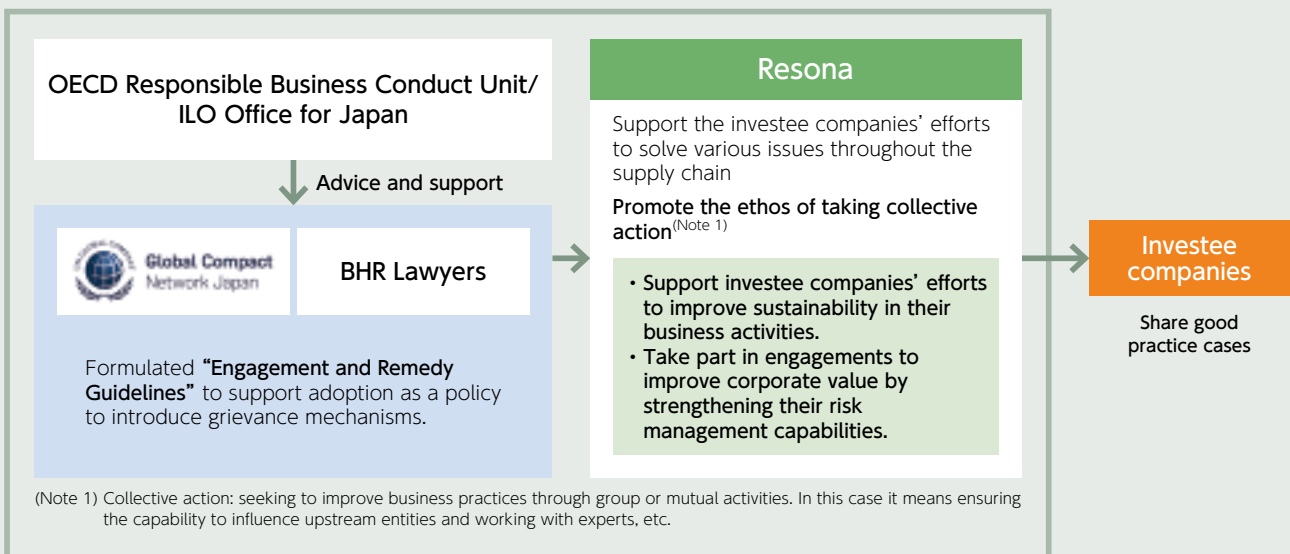 OECD Responsible Business Conduct Unit/
ILO Office for Japan
Advice and support
Global Compact
Network Japan
BHR Lawyers
Formulated “Engagement and Remedy
Guidelines” to support adoption as a policy
to introduce grievance mechanisms.
Resona
Support the investee companies’ efforts
to solve various issues throughout the
supply chain
Promote the ethos of taking collective
action(Note 1)
・Support investee companies’ efforts
to improve sustainability in their
business activities.
・Take part in engagements to
improve corporate value by
strengthening their risk
management capabilities.
Investee
companies
Share good
practice cases
(Note 1) Collective action: seeking to improve business practices through group or mutual activities. In this case it means ensuring
the capability to influence upstream entities and working with experts, etc.